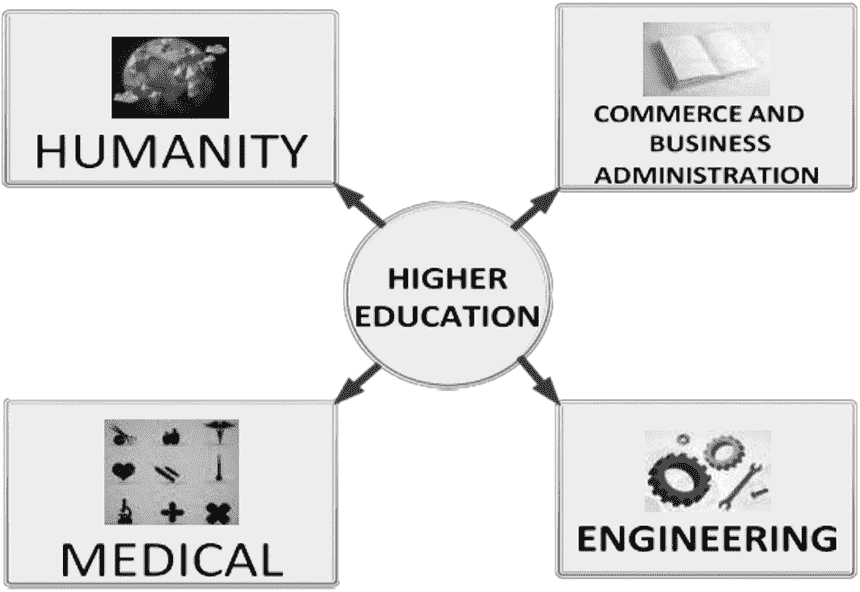 HUMANITY
COMMERCE AND
BUSINESS
ADMINISTRATION
HIGHER
EDUCATION
MEDICAL
ENGINEERING